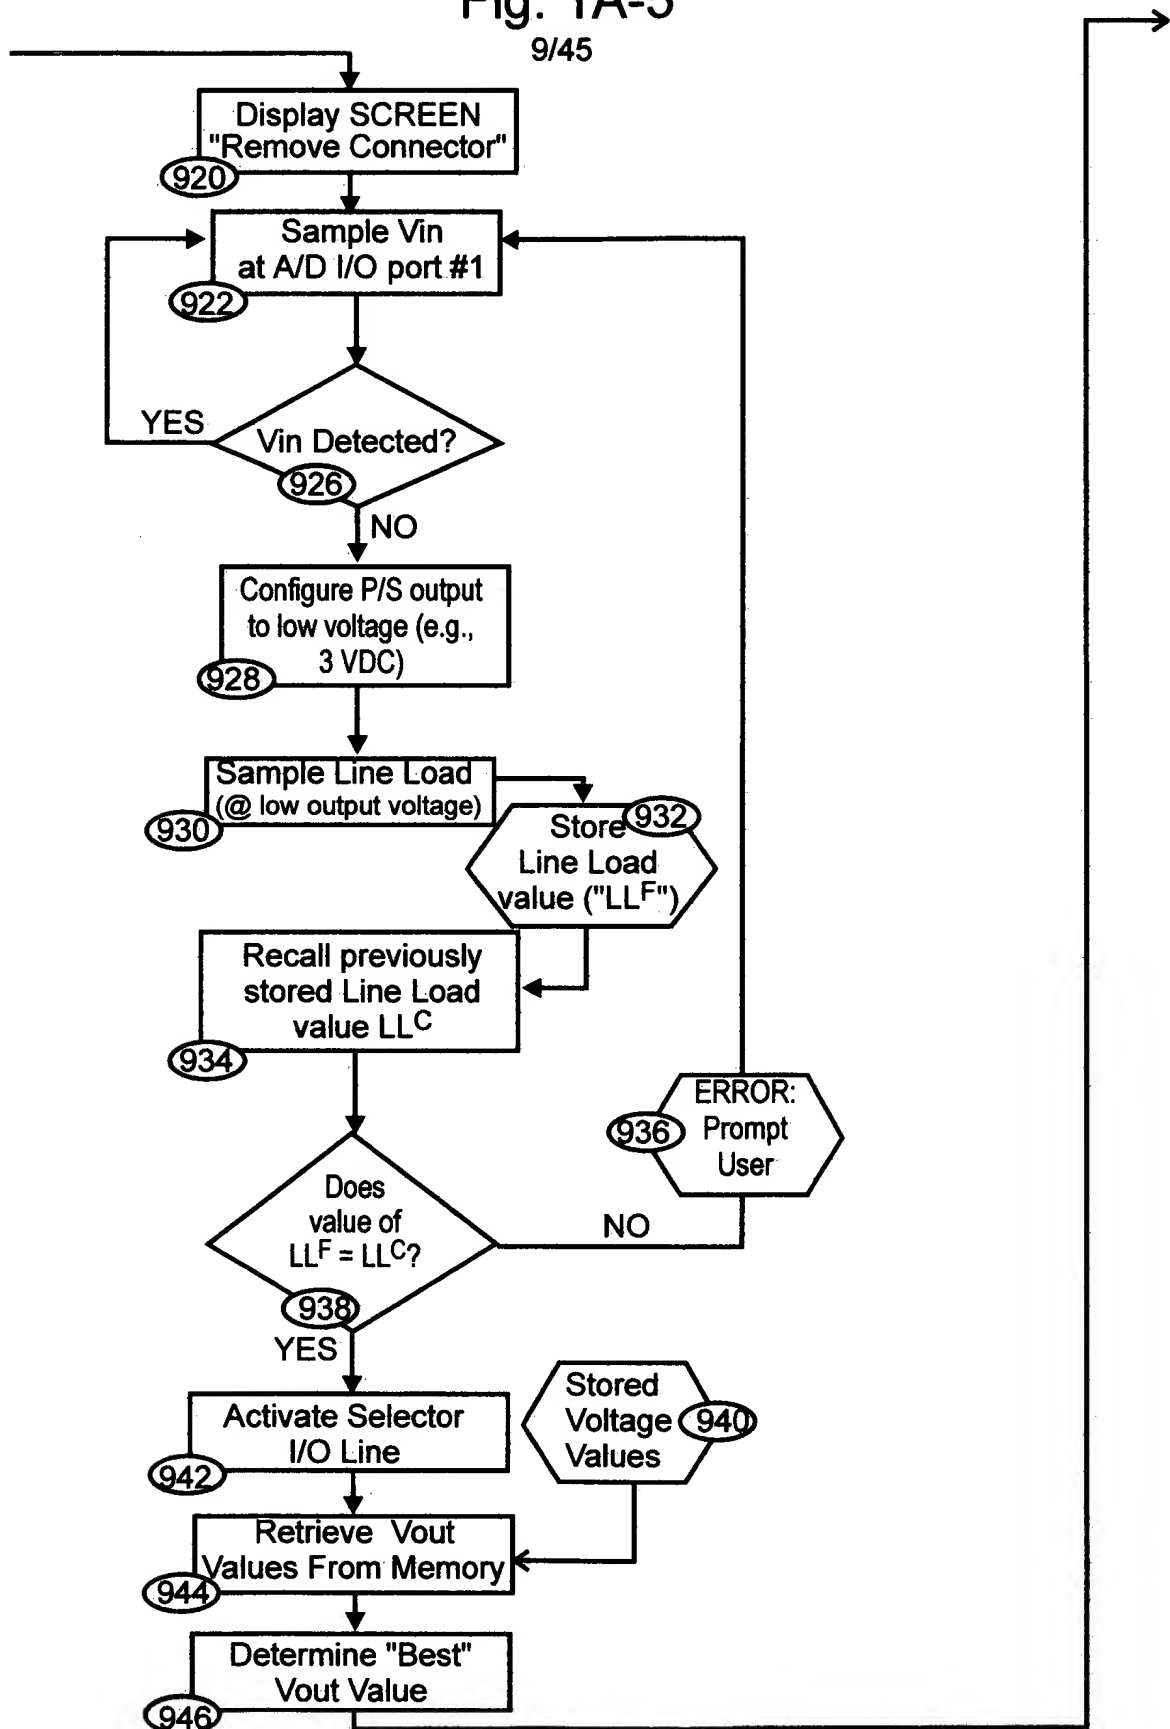 Fig. 1A-5
9/45
Display SCREEN
"Remove Connector"
920
Sample Vin
at A/D I/O port #1
922
YES
Vin Detected?
926
NO
Configure P/S output
to low voltage (e.g.,
3 VDC)
928
Sample Line Load
(@ low output voltage)
930
932
Store
Line Load
value ("LLF")
Recall previously
stored Line Load
value LLC
934
ERROR:
Prompt
User
936
Does
value of
LLF = LLC?
NO
938
YES
Stored
Voltage
Values
940
Activate Selector
I/O Line
942
Retrieve Vout
Values From Memory
944
Determine "Best"
Vout Value
946